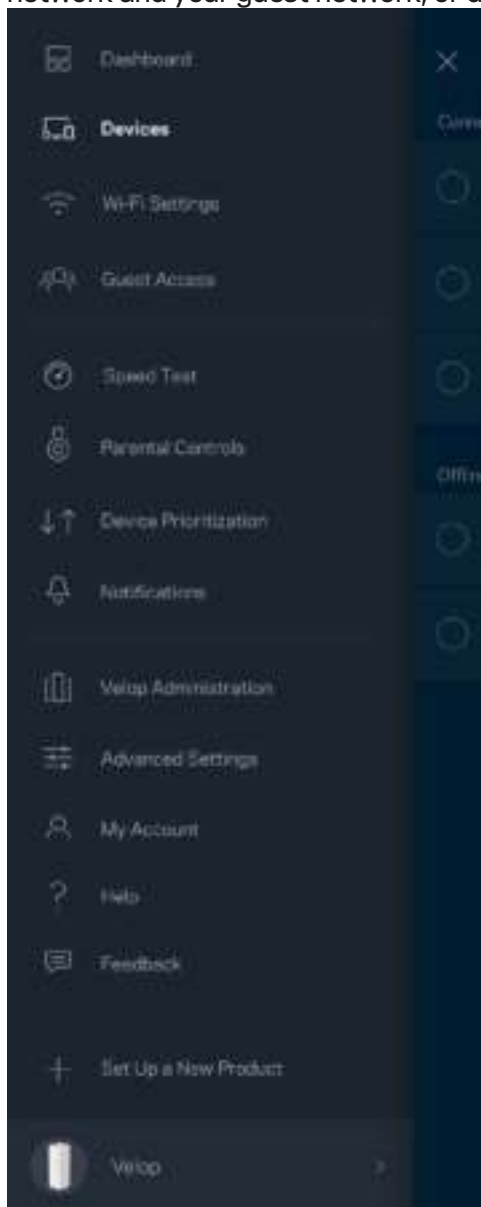 network and your guest network, or d
Dashboard
Devices
Wi-Fi Settings
Guest Access
Speed Test
Parental Controls
Device Prioritization
Notifications
Velop Administration
Advanced Settings
My Account
Help
Feedback
Set Up a New Product
Velop